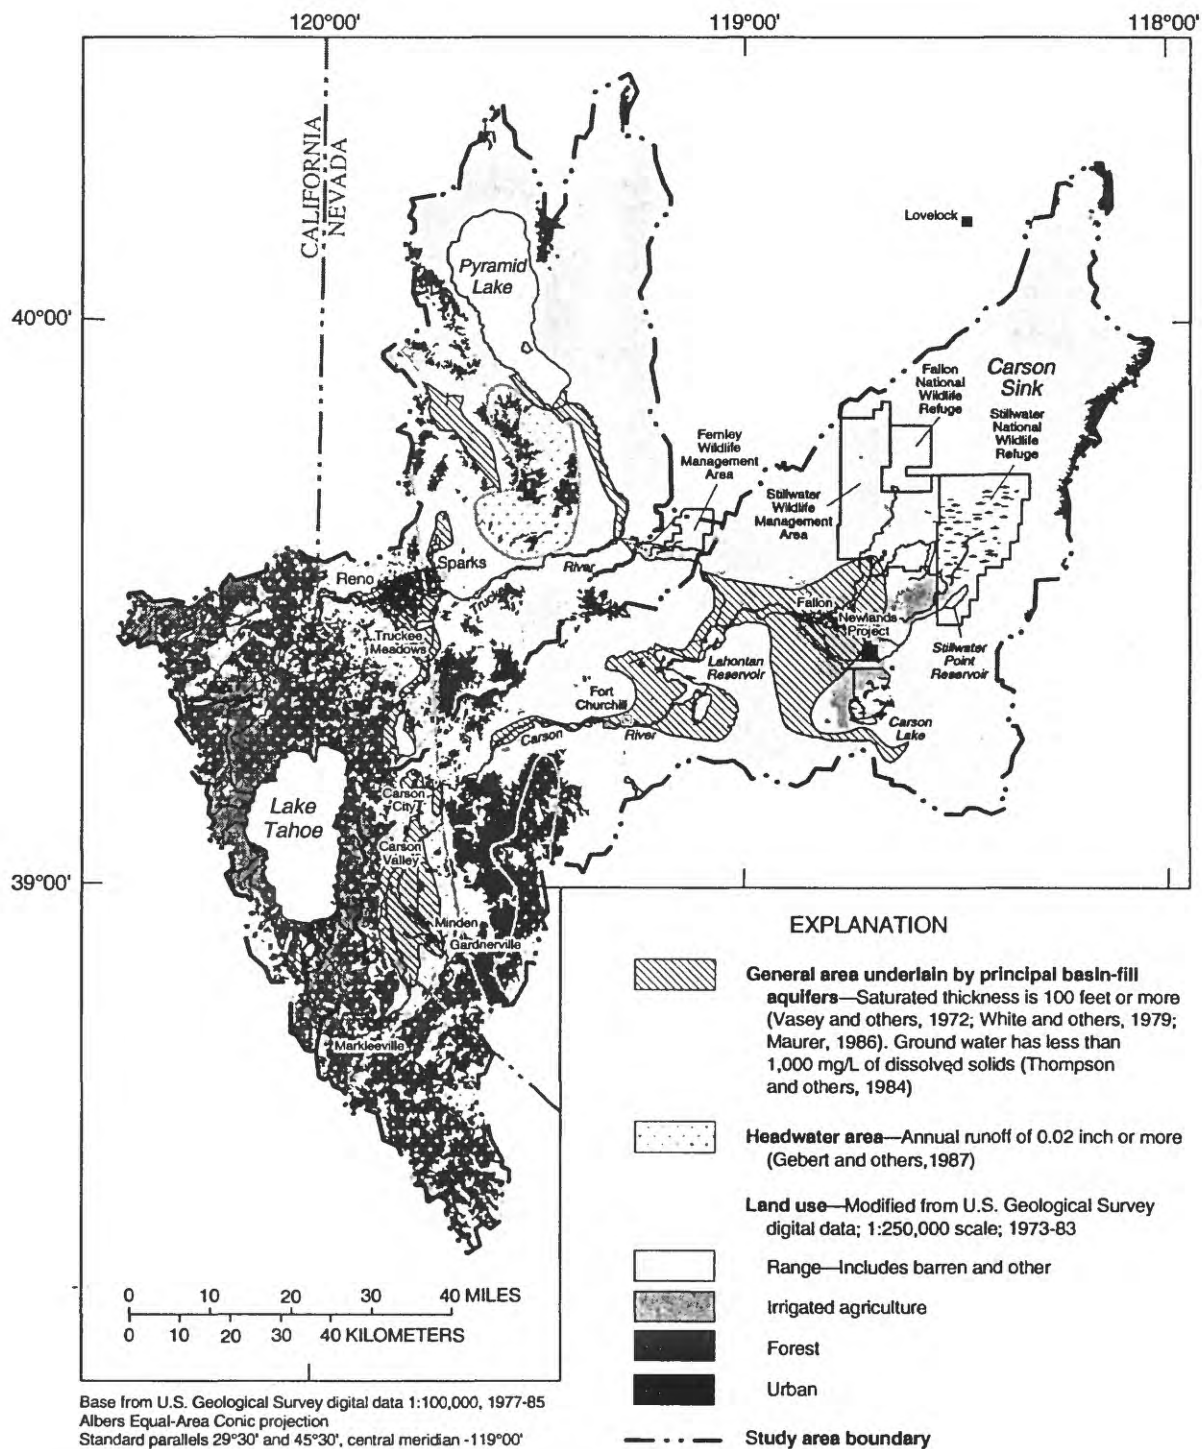 120°00'
119°00'
118°00'
CALIFORNIA
NEVADA
Lovelock
Pyramid
Lake
40°00'
Carson
Sink
Fallon
National
Wildlife
Refuge
Stillwater
National
Wildlife
Refuge
Fernley
Wildlife
Management
Area
Stillwater
Wildlife
Management
Area
Reno
Sparks
River
Truckee
Fallon
Newlands
Project
Truckee
Meadows
Stillwater
Point
Reservoir
Lahontan
Reservoir
Fort
Churchill
Carson
River
Carson
Lake
Lake
Tahoe
Carson
City
Carson
Valley
39°00'
Minden
Gardnerville
Markleeville
EXPLANATION
General area underlain by principal basin-fill
aquifers—Saturated thickness is 100 feet or more
(Vasey and others, 1972; White and others, 1979;
Maurer, 1986). Ground water has less than
1,000 mg/L of dissolved solids (Thompson
and others, 1984)
Headwater area—Annual runoff of 0.02 inch or more
(Gebert and others,1987)
Land use—Modified from U.S. Geological Survey
digital data; 1:250,000 scale; 1973-83
Range—Includes barren and other
Irrigated agriculture
Forest
Urban
Study area boundary
0 10 20 30 40 MILES
0 10 20 30 40 KILOMETERS
Base from U.S. Geological Survey digital data 1:100,000, 1977-85
Albers Equal-Area Conic projection
Standard parallels 29°30' and 45°30', central meridian -119°00'